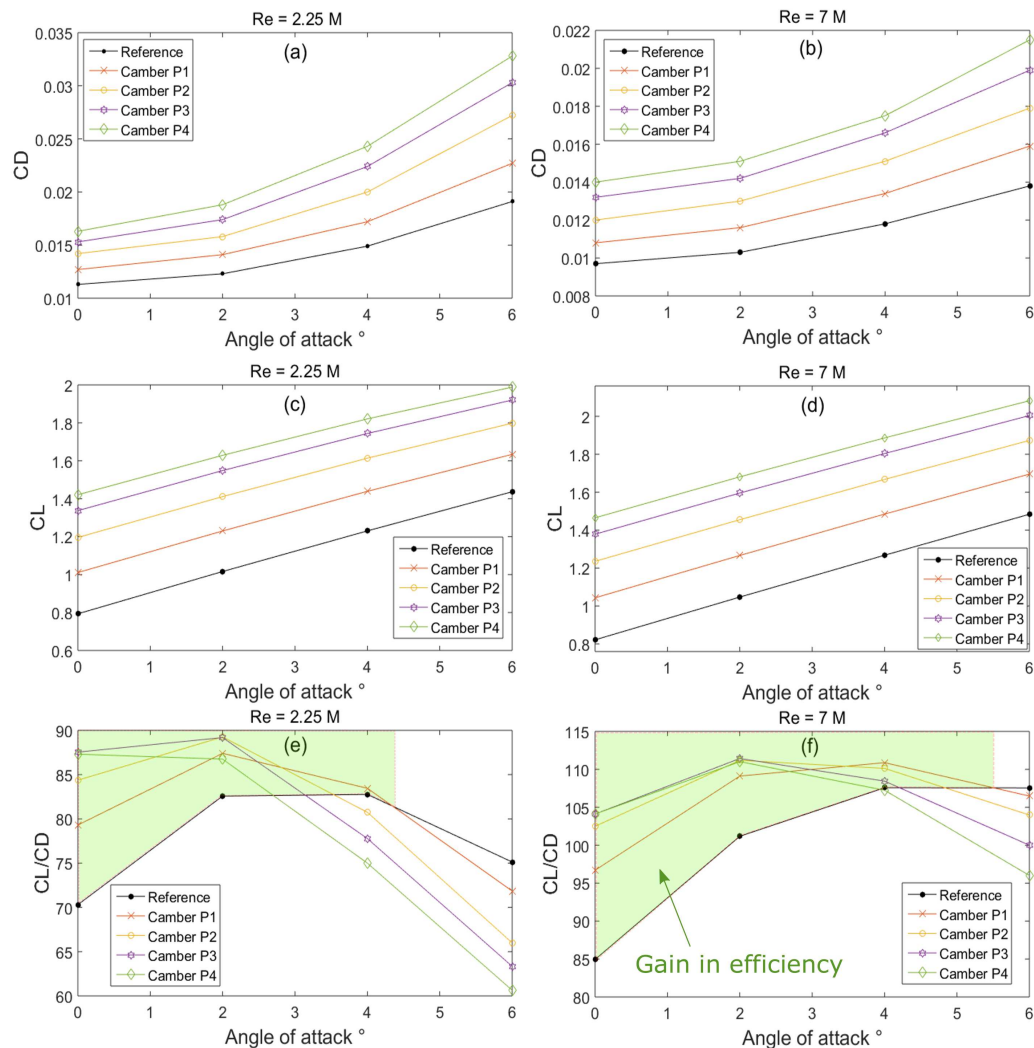 Re = 2.25 M
(a)
0.035
0.03
0.025
0.02
0.015
0.01
CD
Reference
Camber P1
Camber P2
Camber P3
Camber P4
0 1 2 3 4 5 6
Angle of attack °
Re = 7 M
(b)
0.022
0.02
0.018
0.016
0.014
0.012
0.01
0.008
CD
Reference
Camber P1
Camber P2
Camber P3
Camber P4
0 1 2 3 4 5 6
Angle of attack °
Re = 2.25 M
(c)
2
1.8
1.6
1.4
1.2
1
0.8
0.6
CL
Reference
Camber P1
Camber P2
Camber P3
Camber P4
0 1 2 3 4 5 6
Angle of attack °
Re = 7 M
(d)
2
1.8
1.6
1.4
1.2
1
0.8
CL
Reference
Camber P1
Camber P2
Camber P3
Camber P4
0 1 2 3 4 5 6
Angle of attack °
Re = 2.25 M
(e)
90
85
80
75
70
65
60
CL/CD
Reference
Camber P1
Camber P2
Camber P3
Camber P4
0 1 2 3 4 5 6
Angle of attack °
Re = 7 M
(f)
115
110
105
100
95
90
85
80
CL/CD
Gain in efficiency
Reference
Camber P1
Camber P2
Camber P3
Camber P4
0 1 2 3 4 5 6
Angle of attack °